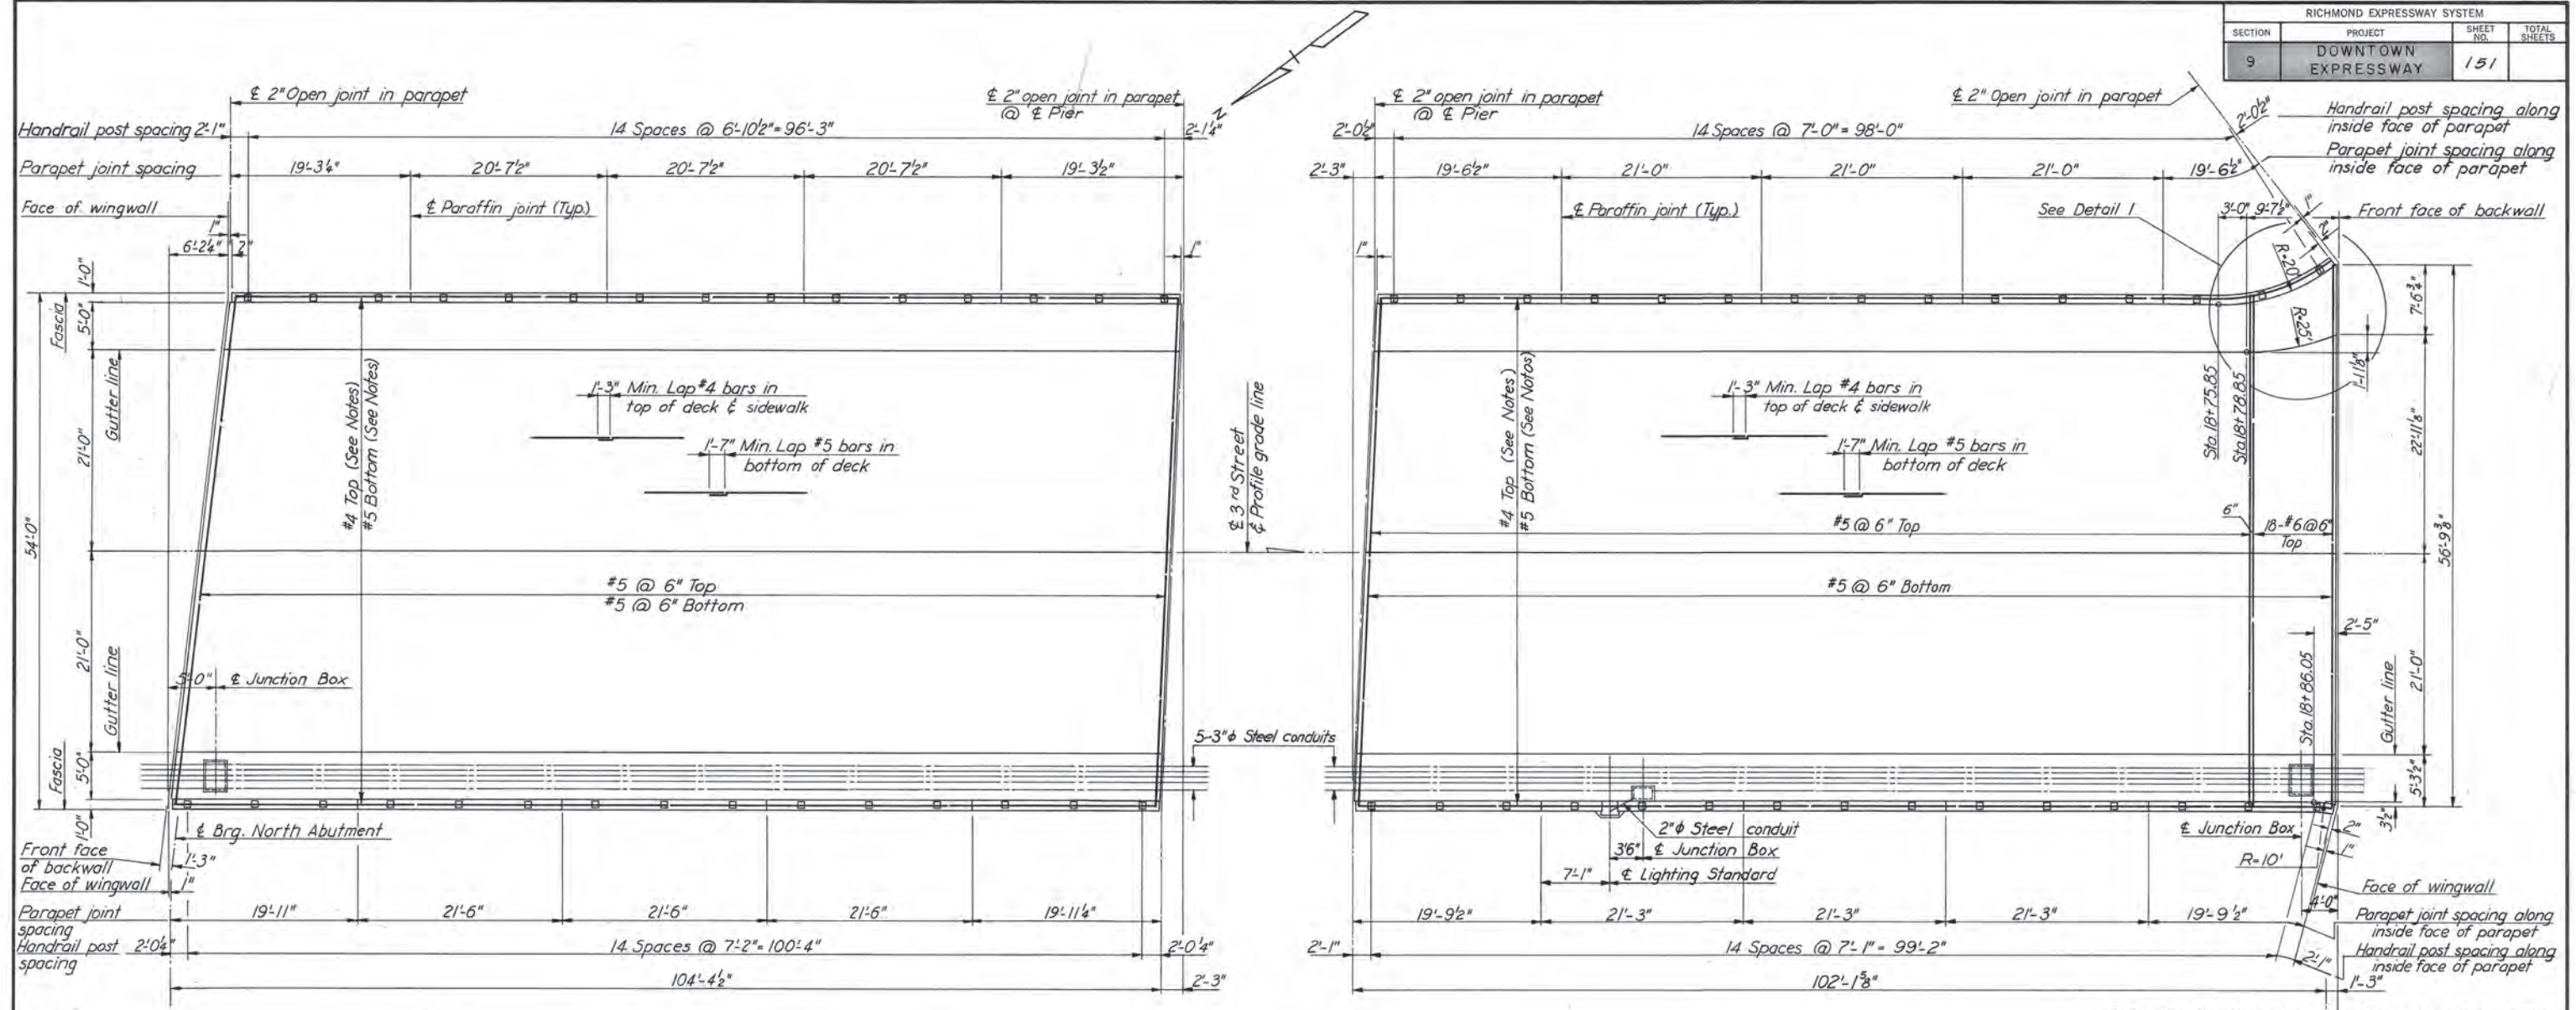 RICHMOND EXPRESSWAY SYSTEM
SECTION PROJECT SHEET NO. TOTAL SHEETS
9 DOWNTOWN EXPRESSWAY 151
N
℄ 2" Open joint in parapet
℄ 2" open joint in parapet
@ ℄ Pier
Handrail post spacing 2'-1"
14 Spaces @ 6'-10½" = 96'-3"
2'-1¼"
Parapet joint spacing
19'-3¼" 20'-7½" 20'-7½" 20'-7½" 19'-3½"
Face of wingwall
℄ Paraffin joint (Typ.)
1"
6'-2¼" 2"
1"
1'-0"
5'-0"
Fascia
21'-0"
Gutter line
54'-0"
#4 Top (See Notes)
#5 Bottom (See Notes)
1'-3" Min. Lap #4 bars in
top of deck & sidewalk
1'-7" Min. Lap #5 bars in
bottom of deck
℄ 3rd Street
& Profile grade line
#5 @ 6" Top
#5 @ 6" Bottom
21'-0"
Gutter line
5'-0" ℄ Junction Box
Fascia
5'-0"
1'-0"
5-3"ϕ Steel conduits
℄ Brg. North Abutment
Front face
of backwall
1'-3"
Face of wingwall 1"
Parapet joint
spacing
19'-11" 21'-6" 21'-6" 21'-6" 19'-11¼"
Handrail post
spacing
2'-0¼"
14 Spaces @ 7'-2" = 100'-4"
2'-0¼"
104'-4½"
2'-3"
℄ 2" open joint in parapet
@ ℄ Pier
℄ 2" Open joint in parapet
2'-0½"
14 Spaces @ 7'-0" = 98'-0"
2'-0½"
Handrail post spacing along
inside face of parapet
Parapet joint spacing along
inside face of parapet
2'-3"
19'-6½" 21'-0" 21'-0" 21'-0" 19'-6½"
℄ Paraffin joint (Typ.)
See Detail 1
3'-0" 9'-7½"
1"
Front face of backwall
1"
R=20'
R=25'
7'-6¾"
1'-11⅛"
#4 Top (See Notes)
#5 Bottom (See Notes)
1'-3" Min. Lap #4 bars in
top of deck & sidewalk
1'-7" Min. Lap #5 bars in
bottom of deck
Sta.18+75.85
Sta.18+78.85
22'-11⅛"
#5 @ 6" Top
6"
18-#6@6"
Top
56'-9⅜"
#5 @ 6" Bottom
2'-5"
Sta.18+86.05
Gutter line
21'-0"
5'-3½"
3½"
2"ϕ Steel conduit
3'6" ℄ Junction Box
7'-1" ℄ Lighting Standard
℄ Junction Box
2"
1"
R=10'
Face of wingwall
4'-0"
19'-9½" 21'-3" 21'-3" 21'-3" 19'-9½"
Parapet joint spacing along
inside face of parapet
2'-1"
14 Spaces @ 7'-1" = 99'-2"
2'-1"
Handrail post spacing along
inside face of parapet
102'-1⅝"
1'-3"